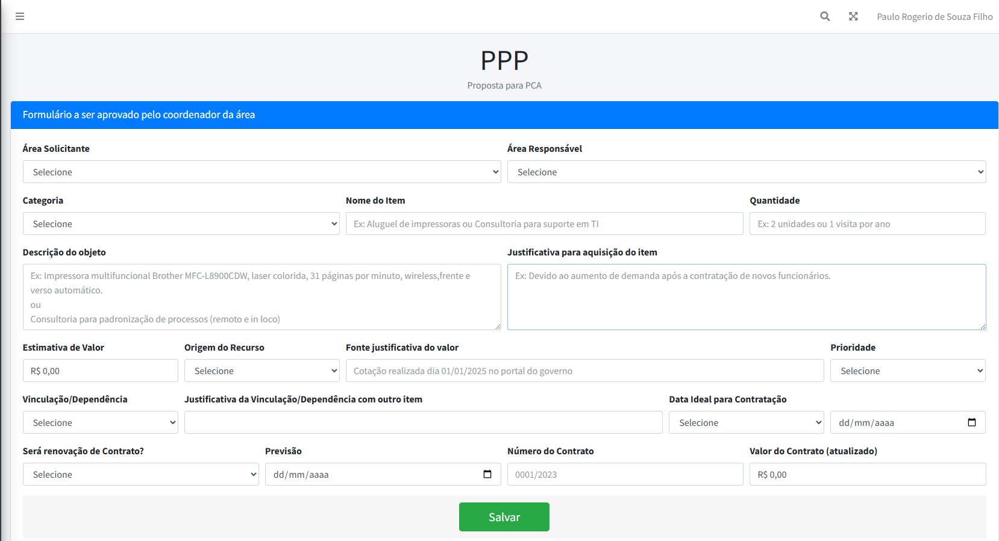 Paulo Rogerio de Souza Filho
PPP
Proposta para PCA
Formulário a ser aprovado pelo coordenador da área
Área Solicitante
Área Responsável
Selecione
Selecione
Categoria
Nome do Item
Quantidade
Selecione
Ex: Aluguel de impressoras ou Consultoria para suporte em TI
Ex: 2 unidades ou 1 visita por ano
Descrição do objeto
Justificativa para aquisição do item
Ex: Impressora multifuncional Brother MFC-L8900CDW, laser colorida, 31 páginas por minuto, wireless,frente e
verso automático.
ou
Consultoria para padronização de processos (remoto e in loco)
Ex: Devido ao aumento de demanda após a contratação de novos funcionários.
Estimativa de Valor
Origem do Recurso
Fonte justificativa do valor
Prioridade
R$ 0,00
Selecione
Cotação realizada dia 01/01/2025 no portal do governo
Selecione
Vinculação/Dependência
Justificativa da Vinculação/Dependência com outro item
Data Ideal para Contratação
Selecione
Selecione
dd/mm/aaaa
Será renovação de Contrato?
Previsão
Número do Contrato
Valor do Contrato (atualizado)
Selecione
dd/mm/aaaa
0001/2023
R$ 0,00
Salvar